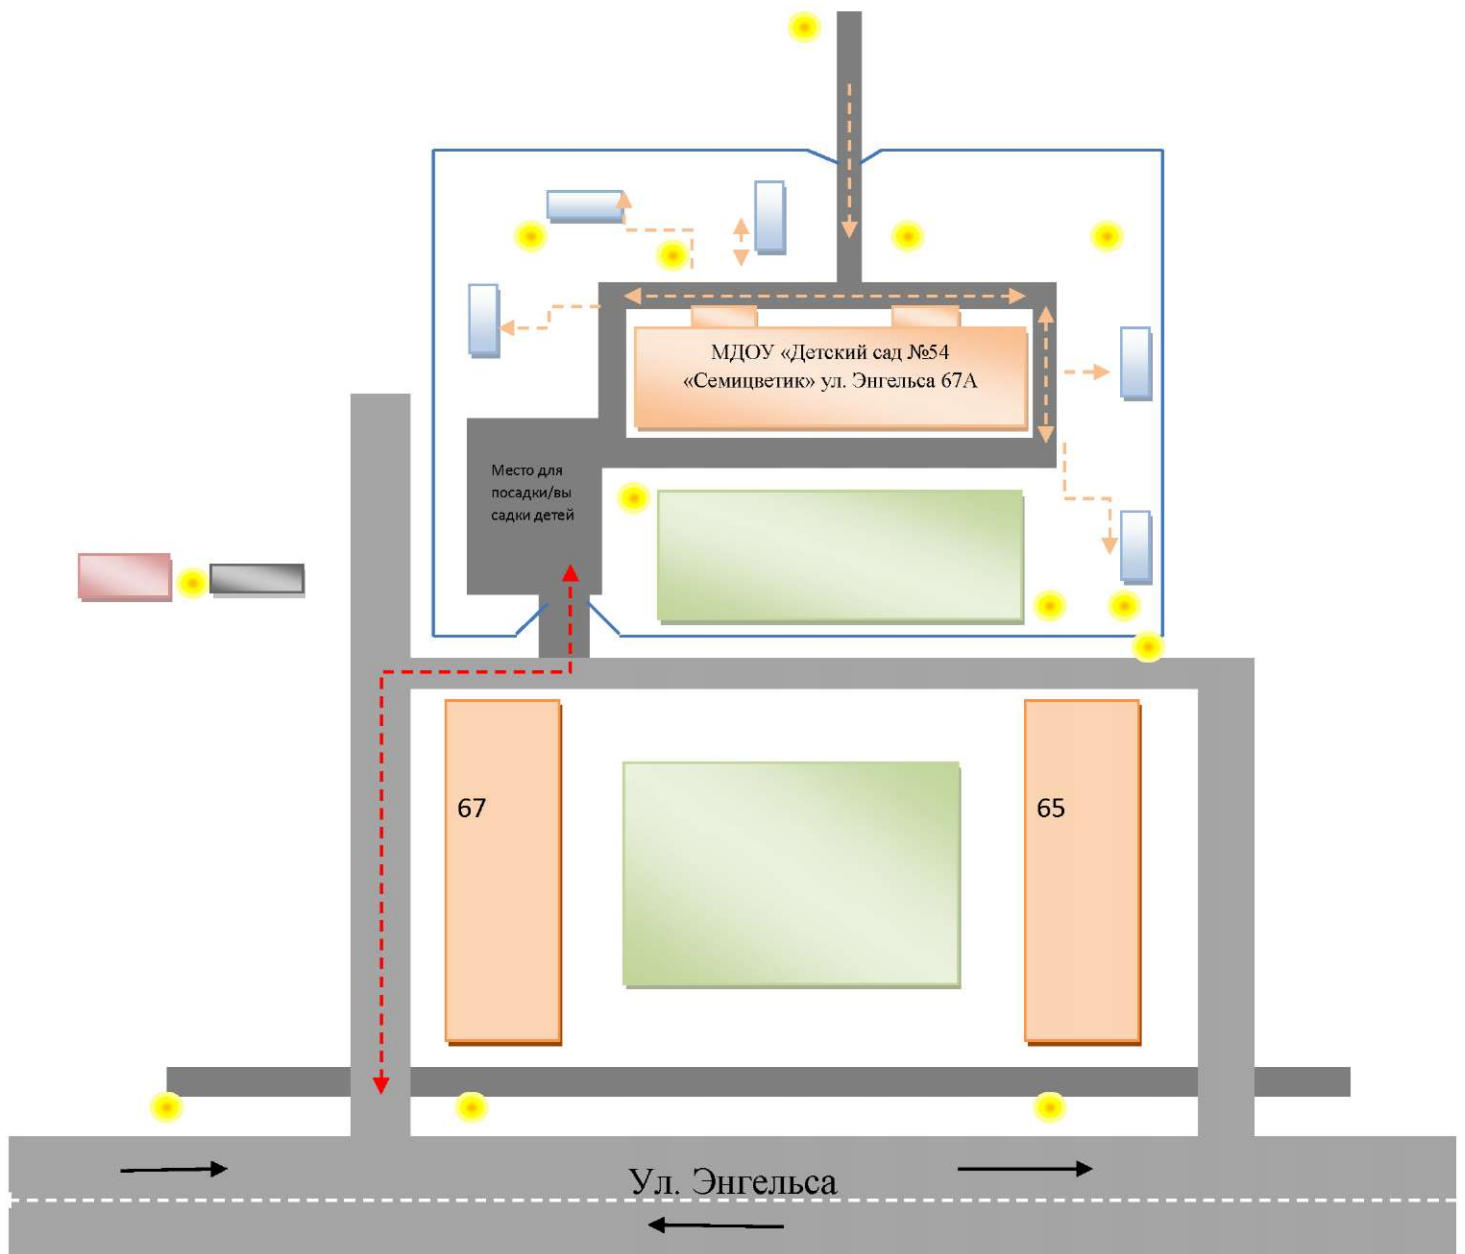 МДОУ «Детский сад №54
«Семицветик» ул. Энгельса 67А
Место для
посадки/вы
садки детей
67
65
Ул. Энгельса